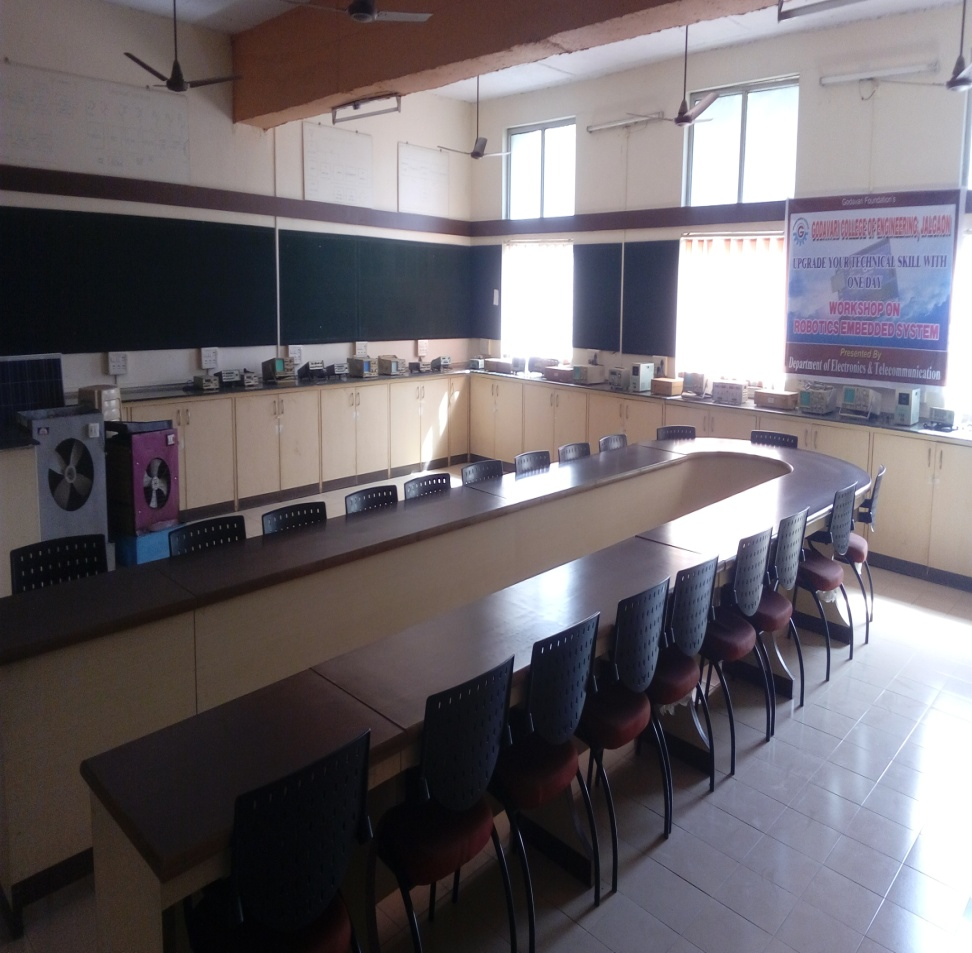 Godavari Foundation's
GODAVARI COLLEGE OF ENGINEERING, JALGAON
UPGRADE YOUR TECHNICAL SKILL WITH
ONE DAY
WORKSHOP ON
ROBOTICS EMBEDDED SYSTEM
Presented By
Department of Electronics & Telecommunication